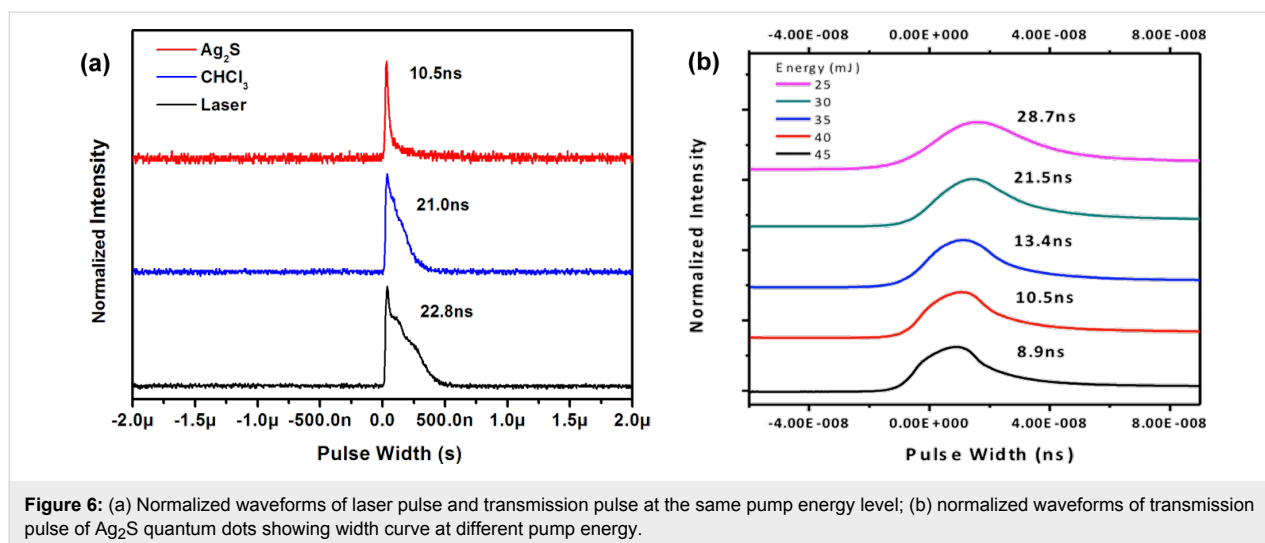 (a)
Ag2S
CHCl3
Laser
10.5ns
21.0ns
22.8ns
Normalized Intensity
-2.0µ -1.5µ -1.0µ -500.0n 0.0 500.0n 1.0µ 1.5µ 2.0µ
Pulse Width (s)
(b)
-4.00E-008 0.00E+000 4.00E-008 8.00E-008
Energy (mJ)
25
30
35
40
45
28.7ns
21.5ns
13.4ns
10.5ns
8.9ns
Normalized Intensity
-4.00E-008 0.00E+000 4.00E-008 8.00E-008
Pulse Width (ns)
Figure 6: (a) Normalized waveforms of laser pulse and transmission pulse at the same pump energy level; (b) normalized waveforms of transmission
pulse of Ag2S quantum dots showing width curve at different pump energy.